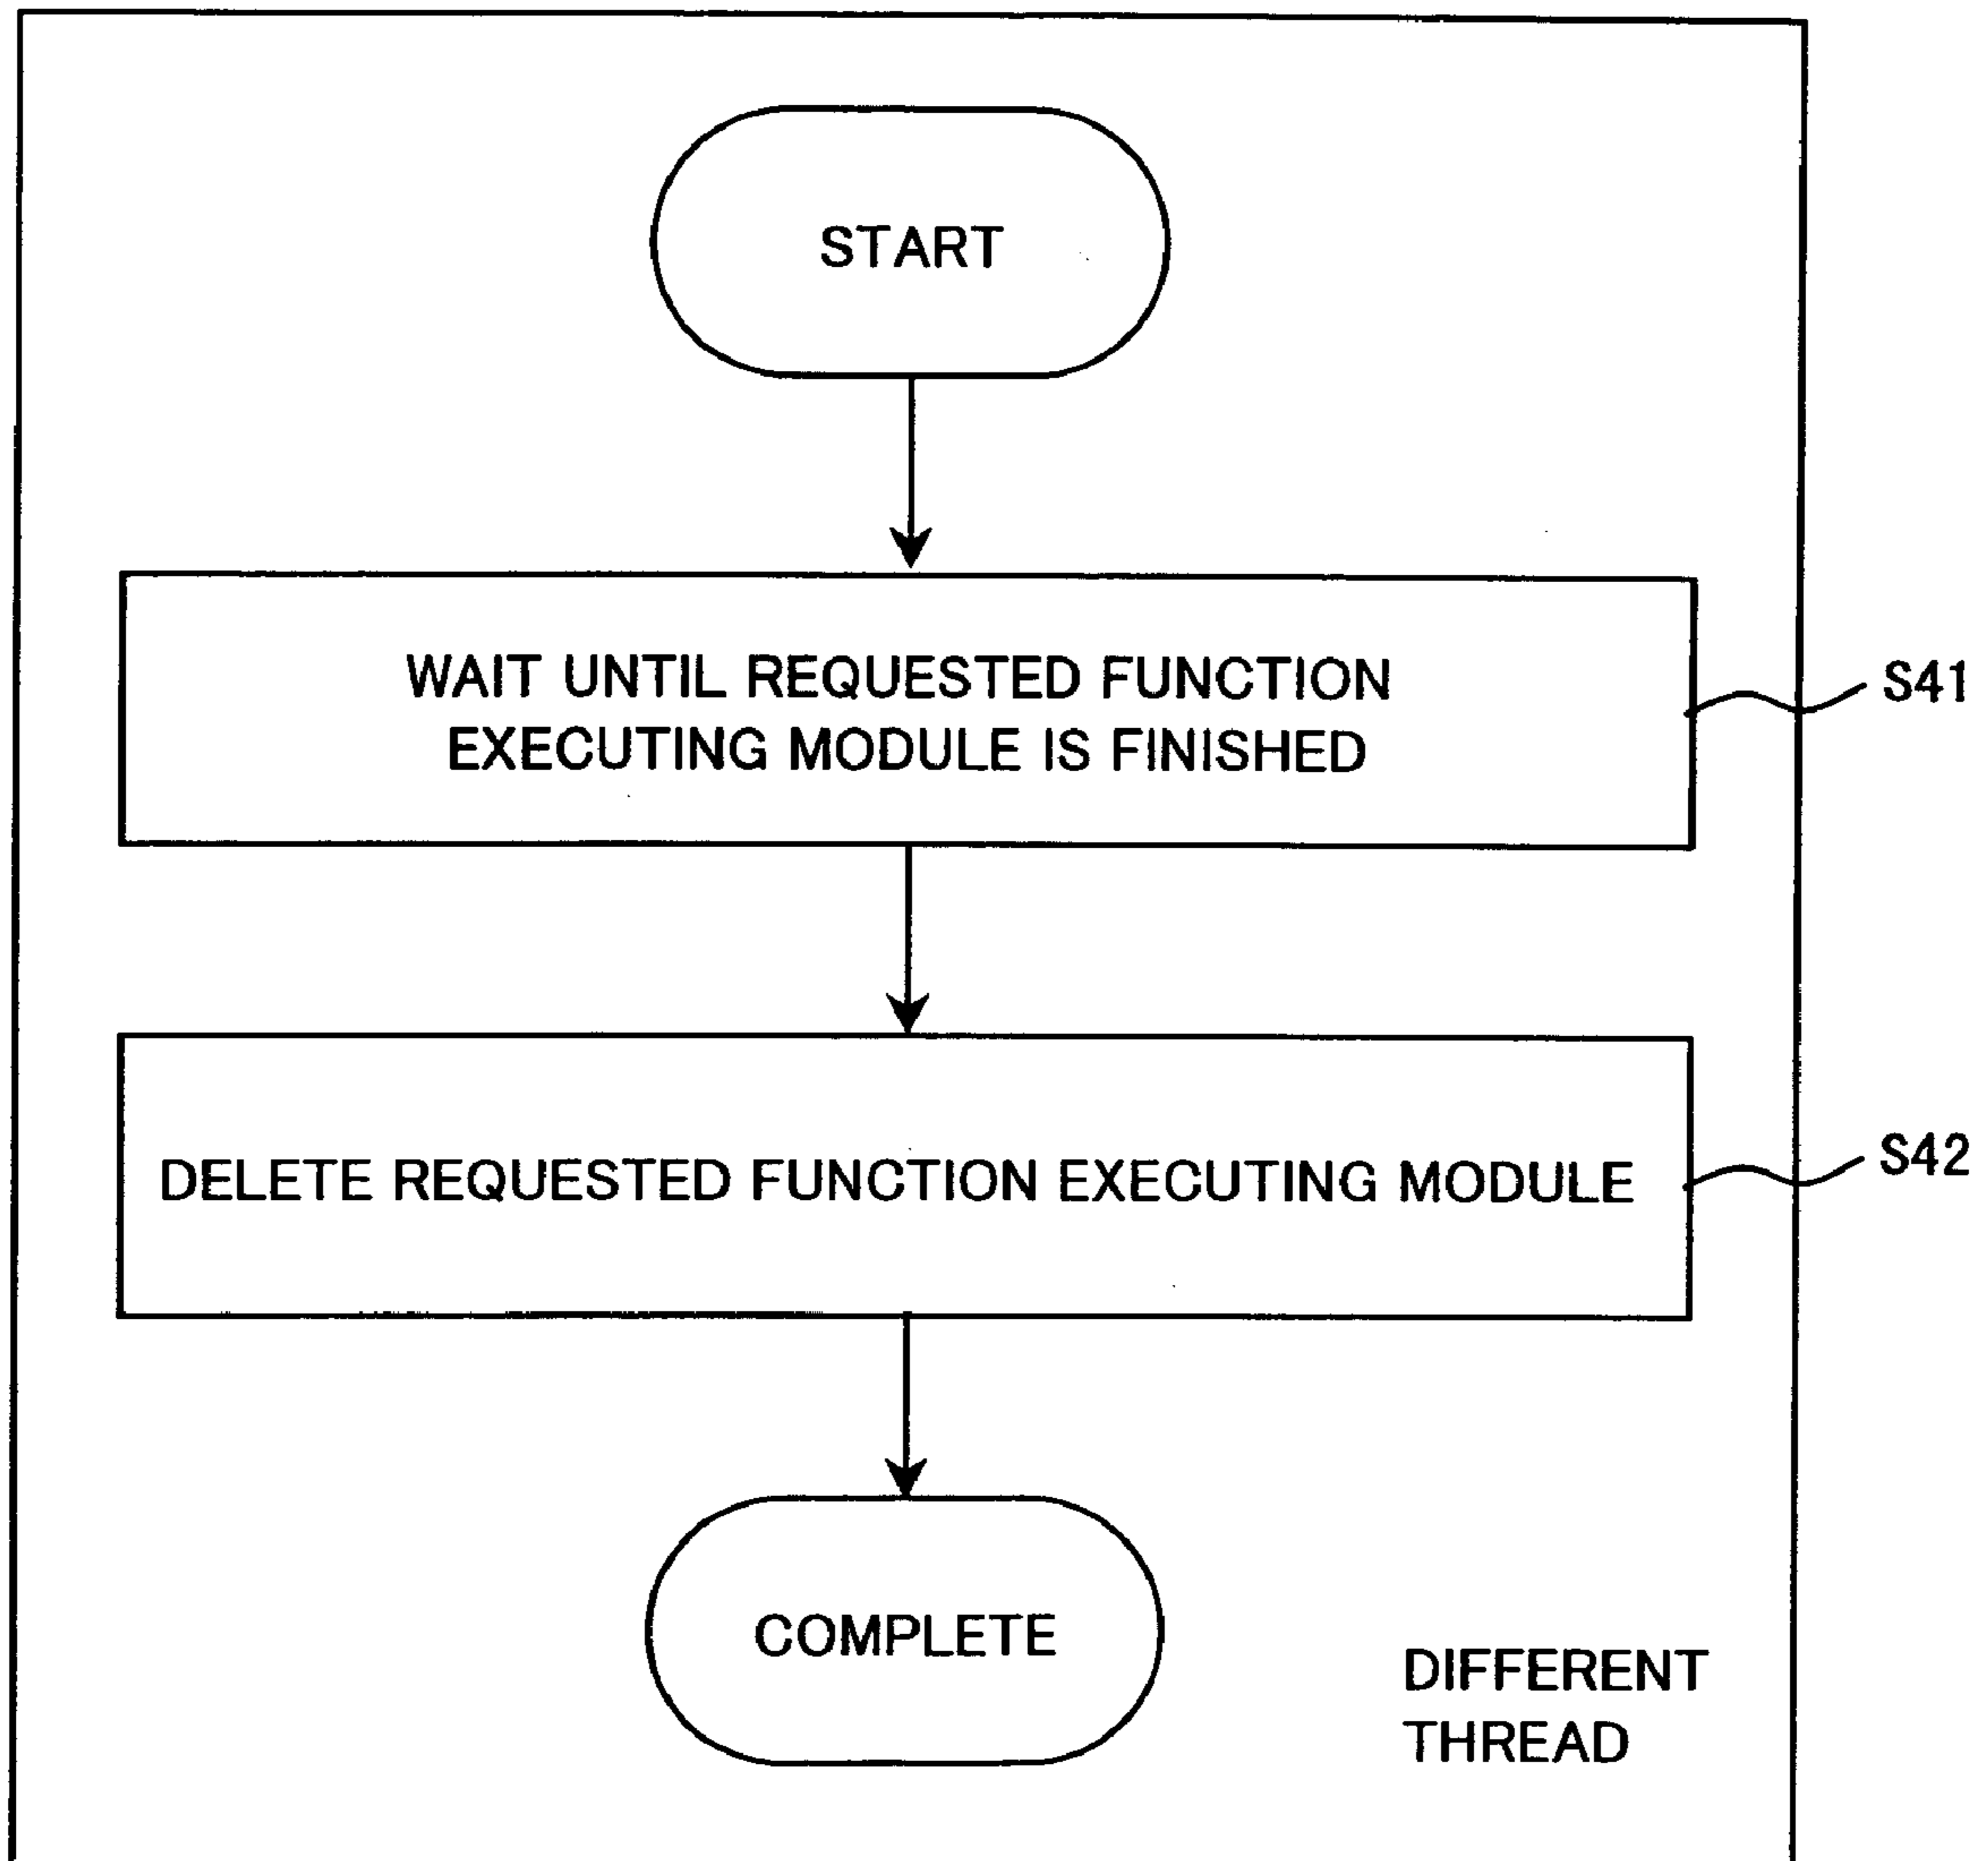 START
WAIT UNTIL REQUESTED FUNCTION
EXECUTING MODULE IS FINISHED
S41
DELETE REQUESTED FUNCTION EXECUTING MODULE
S42
COMPLETE
DIFFERENT
THREAD